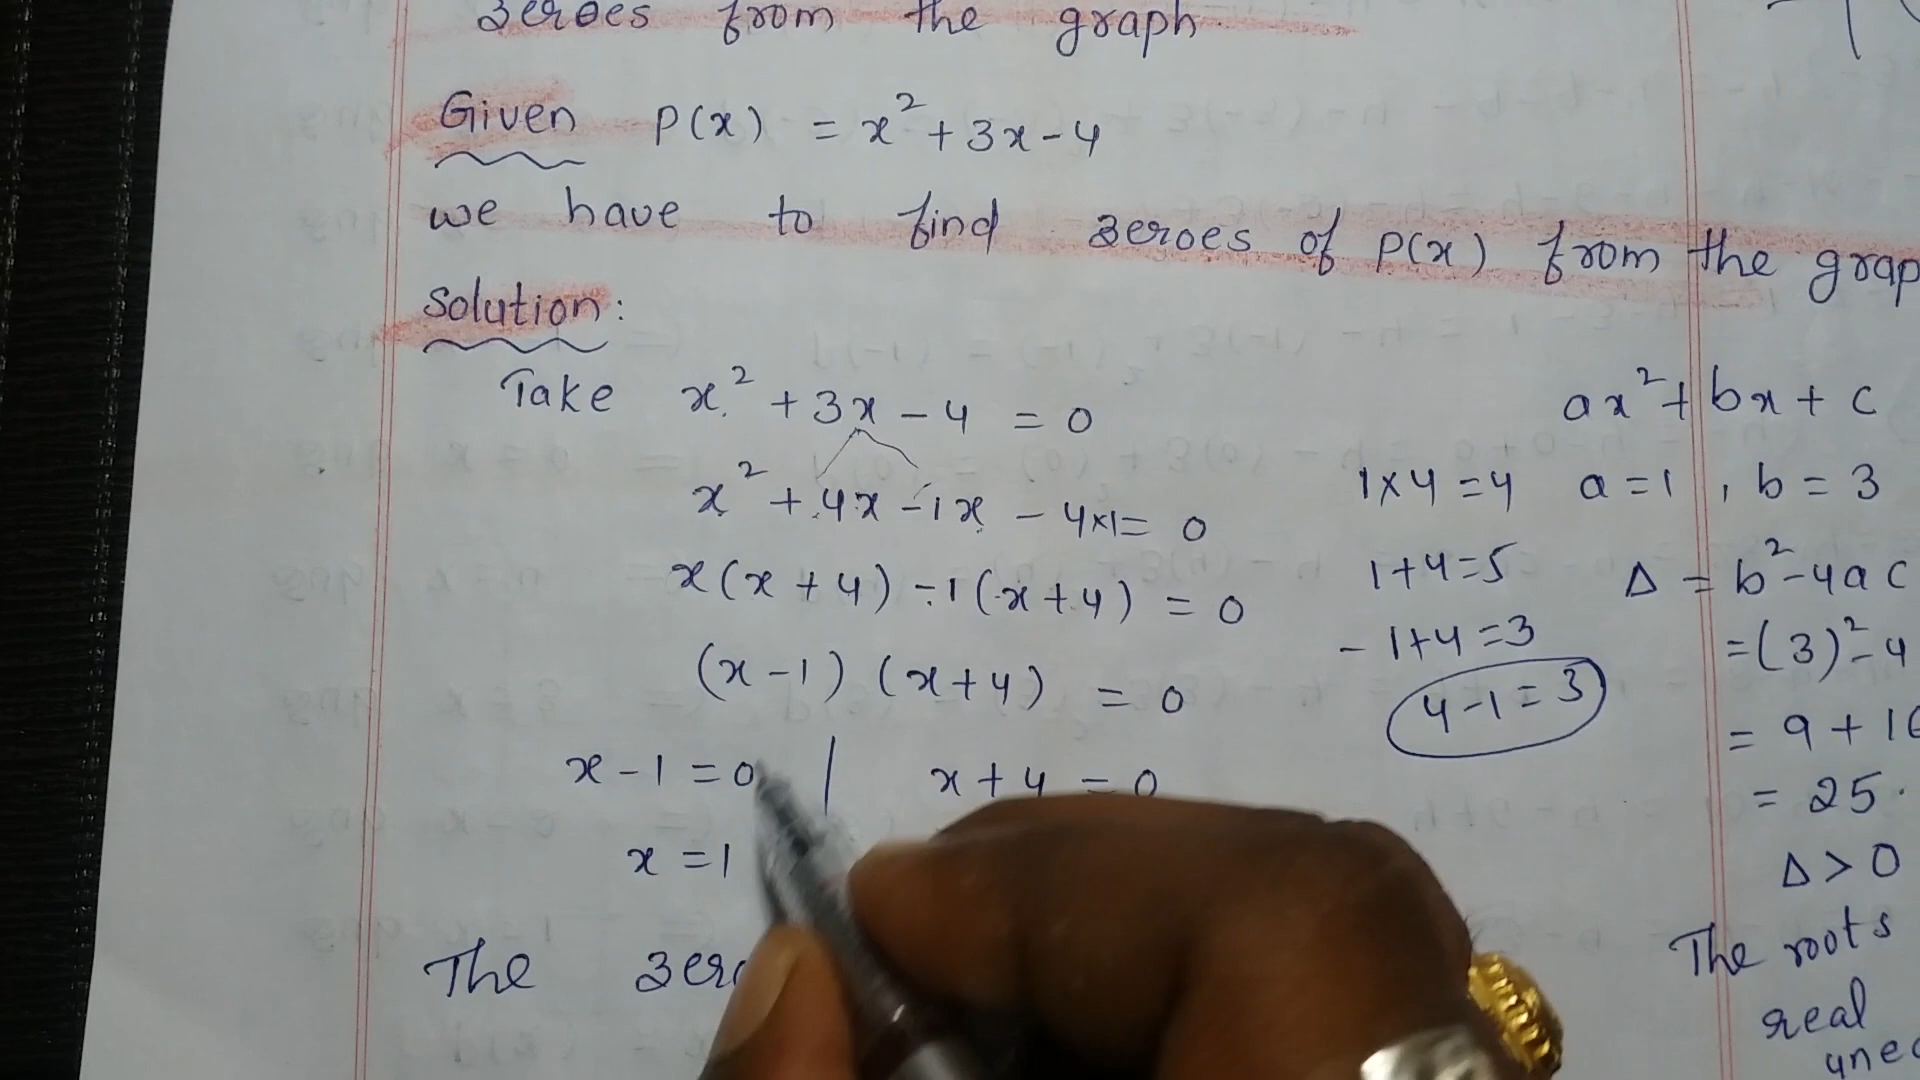 zeroes from the graph
Given P(x) = x² + 3x - 4
we have to find zeroes of P(x) from the grap
Solution:
Take x² + 3x - 4 = 0
x² + 4x - 1x - 4×1 = 0
x(x + 4) - 1(x + 4) = 0
(x - 1) (x + 4) = 0
x - 1 = 0 | x + 4 = 0
x = 1
The zero
1 × 4 = 4
1 + 4 = 5
- 1 + 4 = 3
4 - 1 = 3
ax² + bx + c
a = 1, b = 3
Δ = b² - 4ac
= (3)² - 4
= 9 + 16
= 25.
Δ > 0
The roots
real